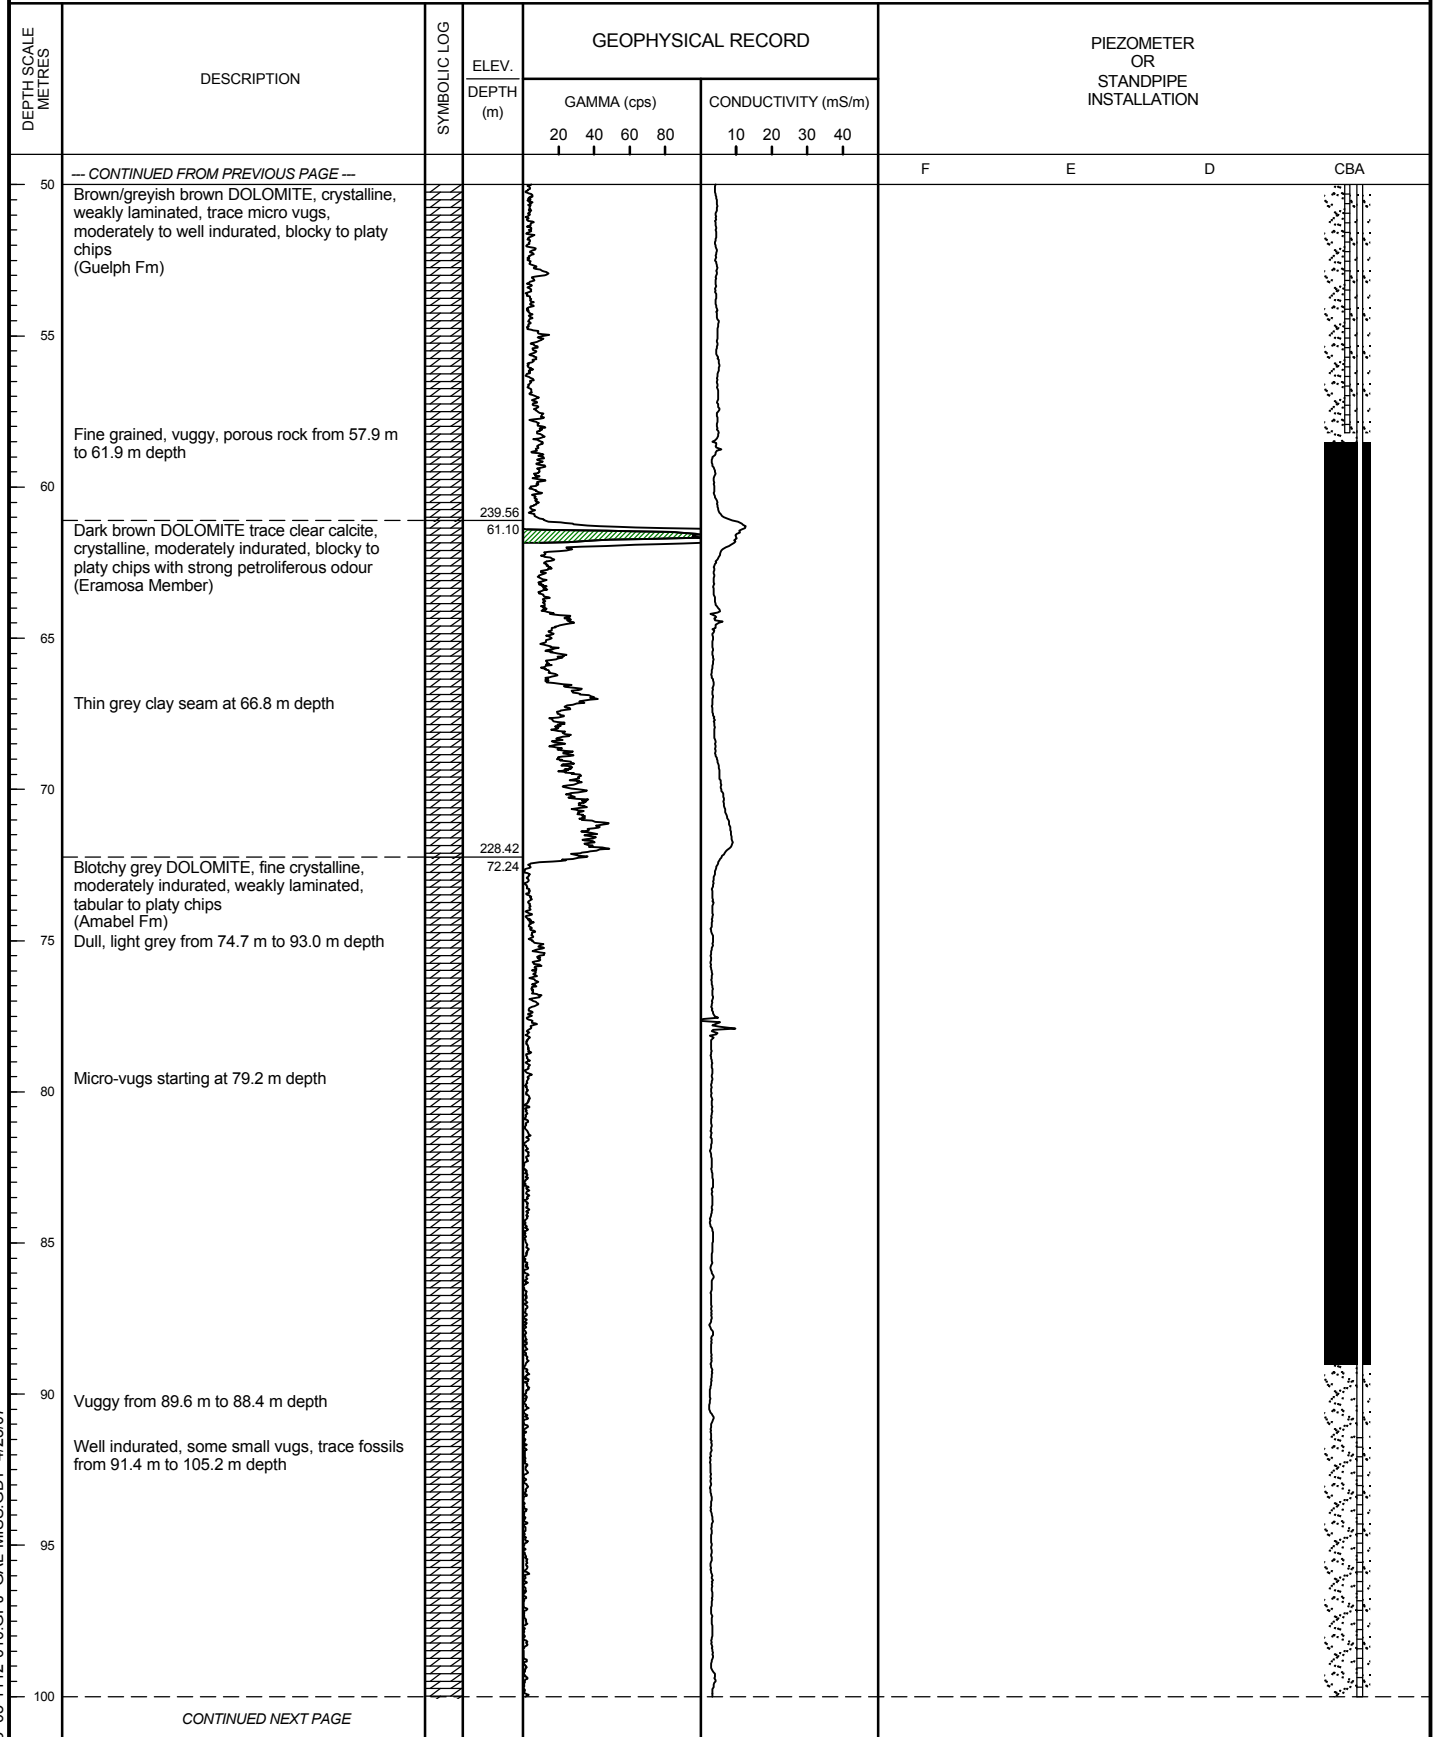 DEPTH SCALE
METRES
DESCRIPTION
SYMBOLIC LOG
ELEV.
DEPTH
(m)
GEOPHYSICAL RECORD
GAMMA (cps)
20 40 60 80
CONDUCTIVITY (mS/m)
10 20 30 40
PIEZOMETER
OR
STANDPIPE
INSTALLATION
--- CONTINUED FROM PREVIOUS PAGE ---
F E D CBA
50
Brown/greyish brown DOLOMITE, crystalline,
weakly laminated, trace micro vugs,
moderately to well indurated, blocky to platy
chips
(Guelph Fm)
55
Fine grained, vuggy, porous rock from 57.9 m
to 61.9 m depth
60
239.56
61.10
Dark brown DOLOMITE trace clear calcite,
crystalline, moderately indurated, blocky to
platy chips with strong petroliferous odour
(Eramosa Member)
65
Thin grey clay seam at 66.8 m depth
70
228.42
72.24
Blotchy grey DOLOMITE, fine crystalline,
moderately indurated, weakly laminated,
tabular to platy chips
(Amabel Fm)
75
Dull, light grey from 74.7 m to 93.0 m depth
Micro-vugs starting at 79.2 m depth
80
85
90
Vuggy from 89.6 m to 88.4 m depth
Well indurated, some small vugs, trace fossils
from 91.4 m to 105.2 m depth
95
100
CONTINUED NEXT PAGE